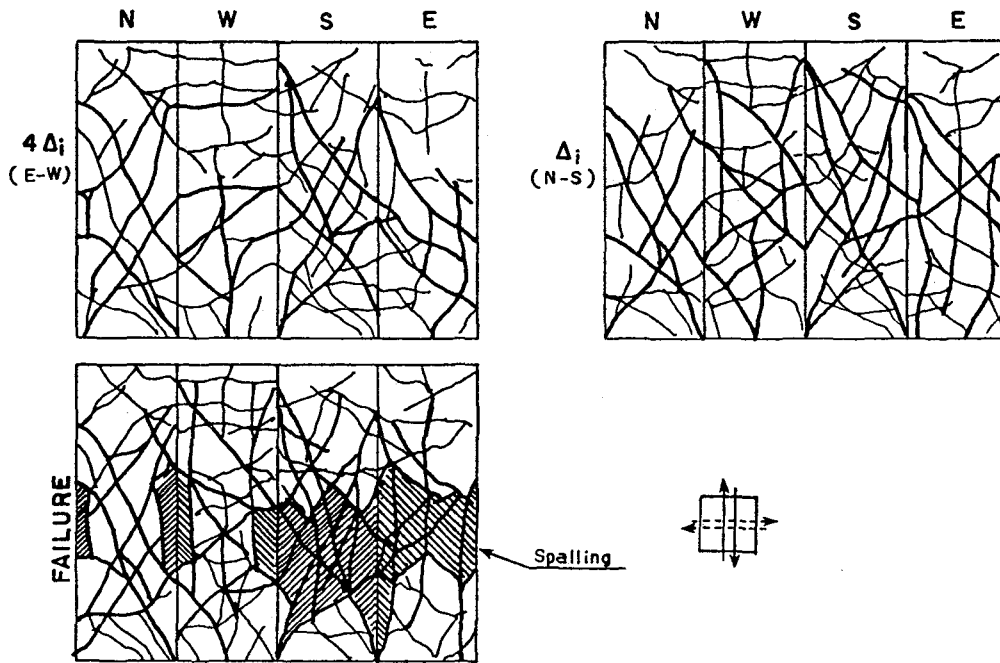 N W S E
N W S E
4 Δi
(E-W)
Δi
(N-S)
FAILURE
Spalling